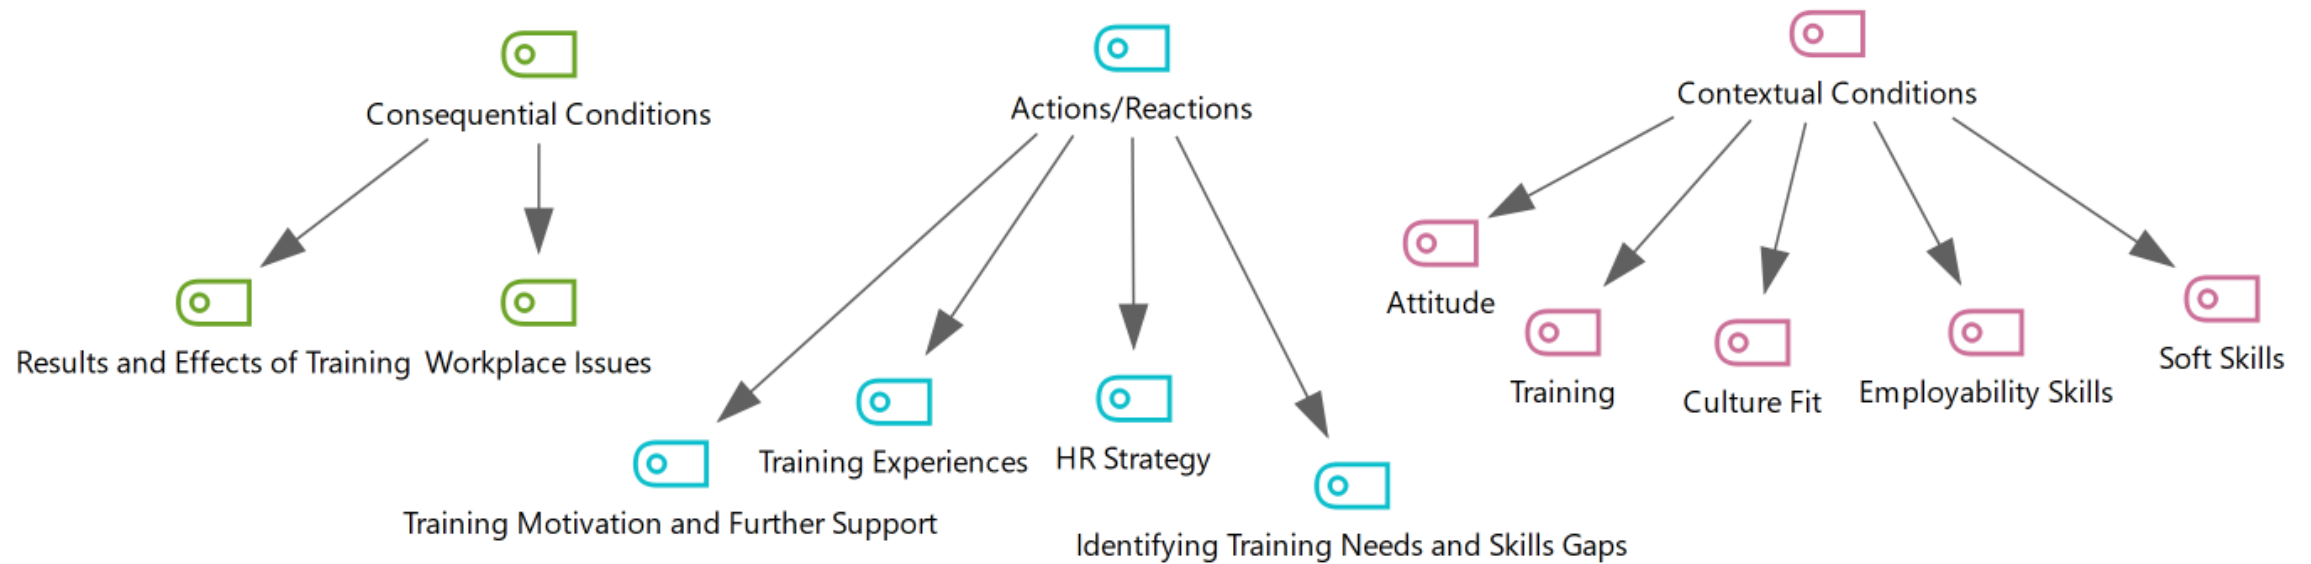 Consequential Conditions
Actions/Reactions
Contextual Conditions
Results and Effects of Training
Workplace Issues
Training Motivation and Further Support
Training Experiences
HR Strategy
Identifying Training Needs and Skills Gaps
Attitude
Training
Culture Fit
Employability Skills
Soft Skills